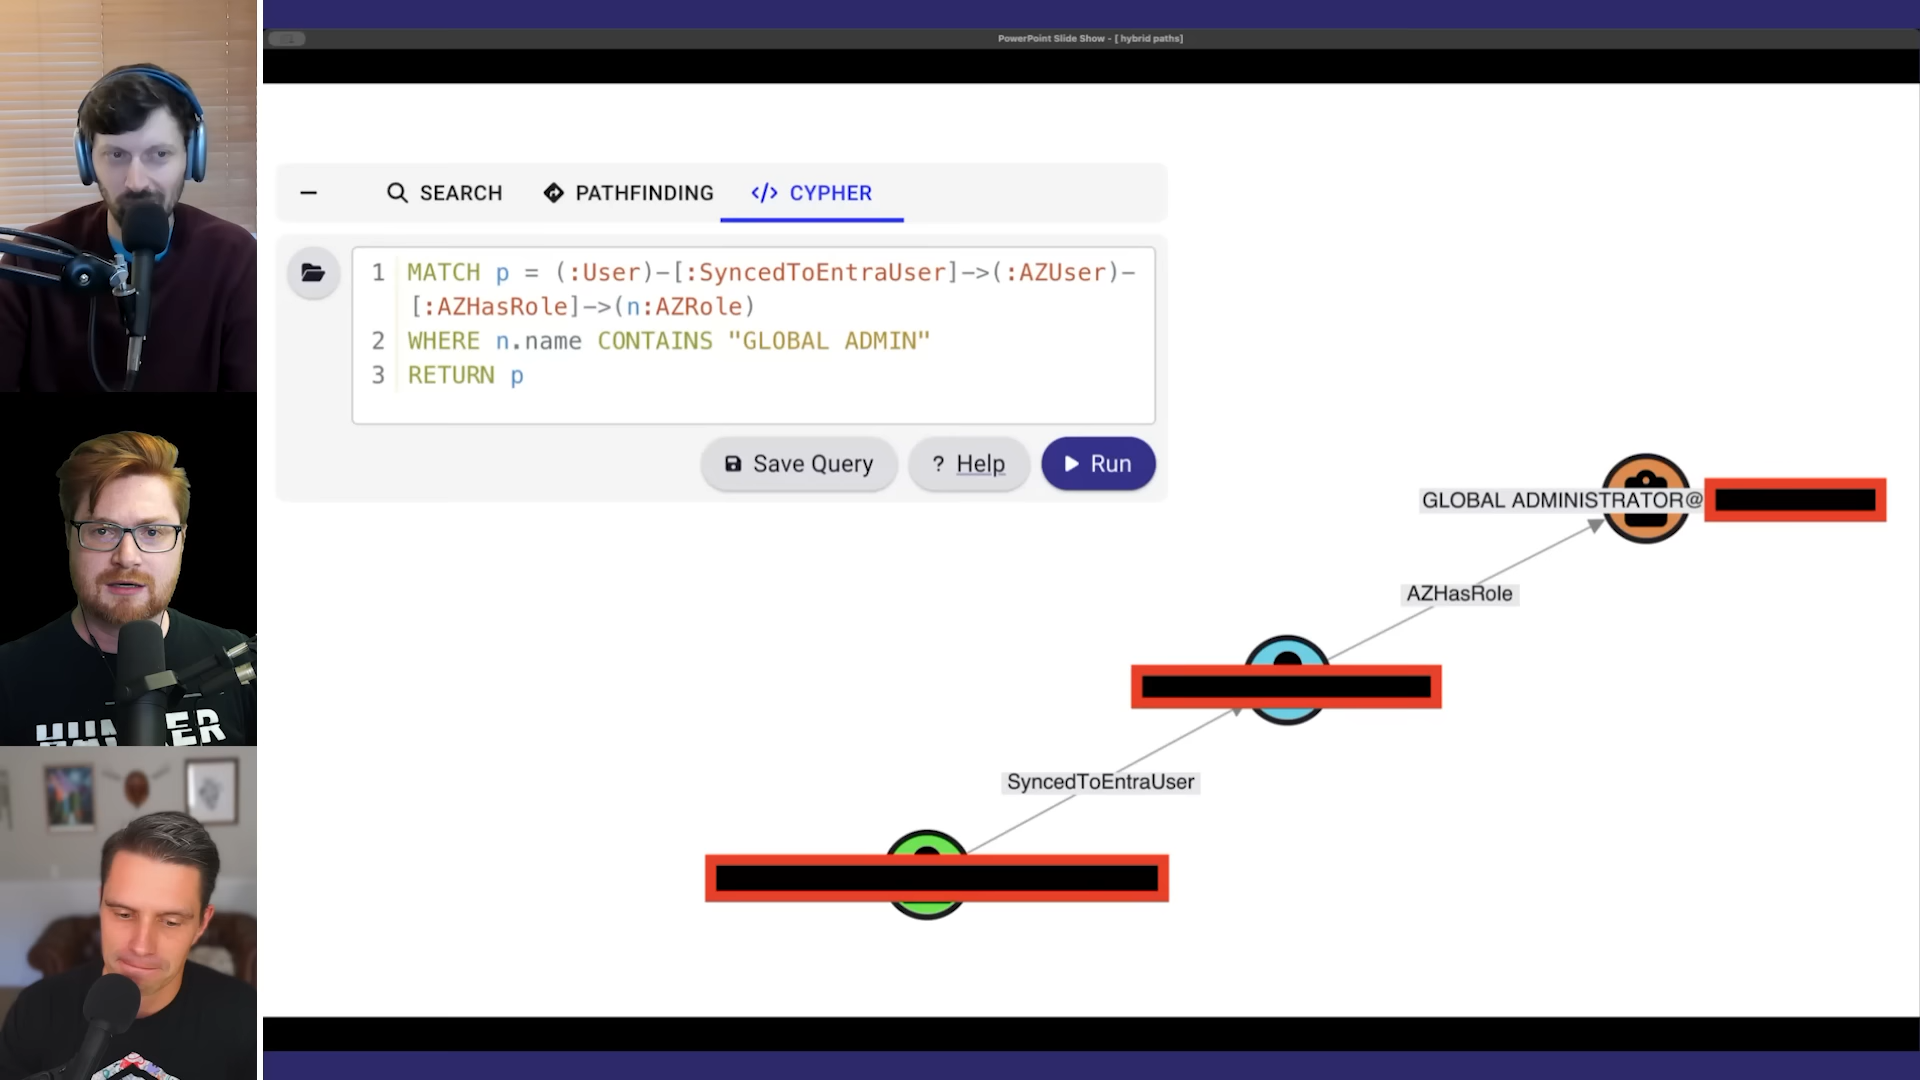 PowerPoint Slide Show - [ hybrid paths]
SEARCH PATHFINDING </> CYPHER
1 MATCH p = (:User)-[:SyncedToEntraUser]->(:AZUser)-
[:AZHasRole]->(n:AZRole)
2 WHERE n.name CONTAINS "GLOBAL ADMIN"
3 RETURN p
Save Query ? Help Run
GLOBAL ADMINISTRATOR@
AZHasRole
SyncedToEntraUser